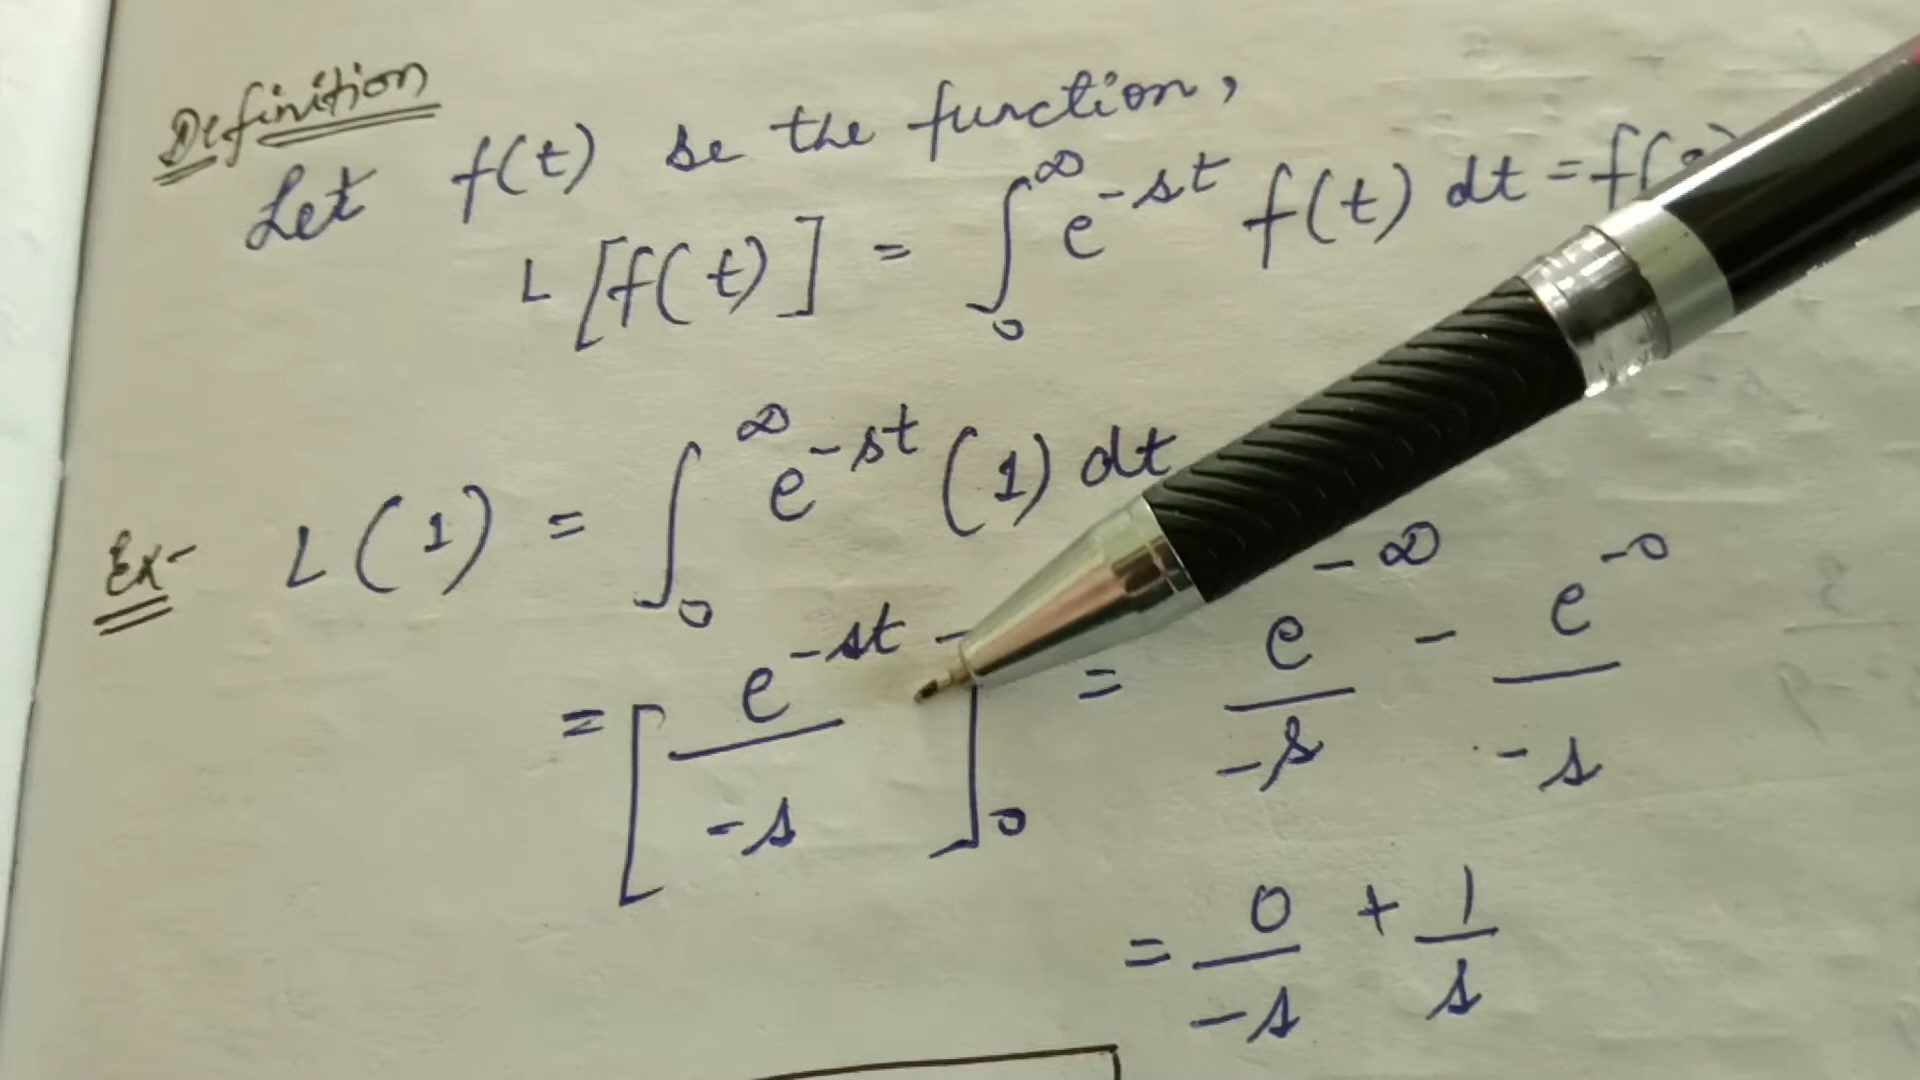 Definition
Let f(t) be the function,
L[f(t)] = ∫₀^∞ e^{-st} f(t) dt = f(s)
Ex- L(1) = ∫₀^∞ e^{-st} (1) dt
= [e^{-st}/-s]₀ = e^{-∞}/-s - e^{-0}/-s
= 0/-s + 1/s